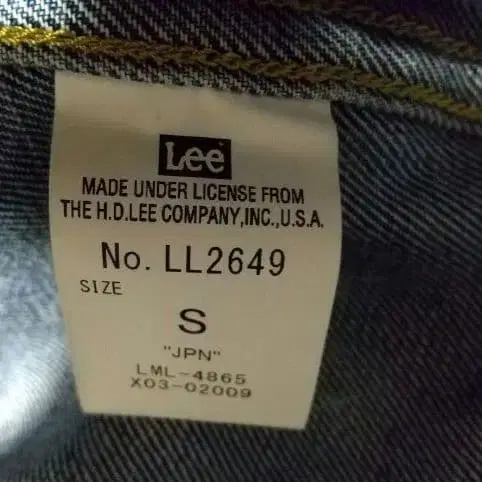 Lee
MADE UNDER LICENSE FROM
THE H.D.LEE COMPANY,INC.,U.S.A.
No. LL2649
SIZE
S
"JPN"
LML-4865
X03-02009